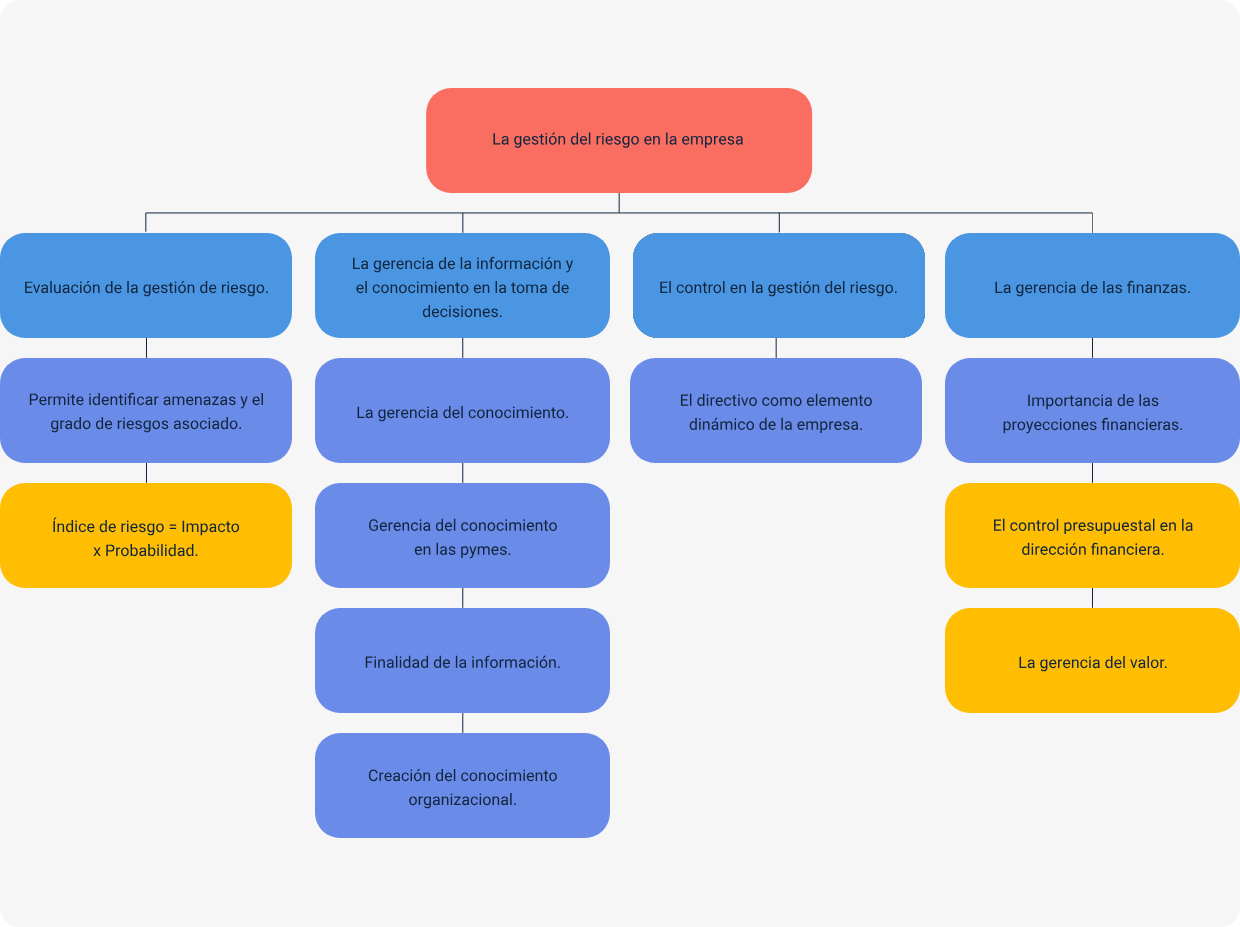 La gestión del riesgo en la empresa
Evaluación de la gestión de riesgo.
La gerencia de la información y
el conocimiento en la toma de
decisiones.
El control en la gestión del riesgo.
La gerencia de las finanzas.
Permite identificar amenazas y el
grado de riesgos asociado.
La gerencia del conocimiento.
El directivo como elemento
dinámico de la empresa.
Importancia de las
proyecciones financieras.
Índice de riesgo = Impacto
x Probabilidad.
Gerencia del conocimiento
en las pymes.
El control presupuestal en la
dirección financiera.
Finalidad de la información.
La gerencia del valor.
Creación del conocimiento
organizacional.